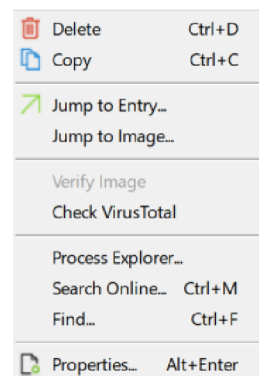 Delete Ctrl+D
Copy Ctrl+C
Jump to Entry...
Jump to Image...
Verify Image
Check VirusTotal
Process Explorer...
Search Online... Ctrl+M
Find... Ctrl+F
Properties... Alt+Enter